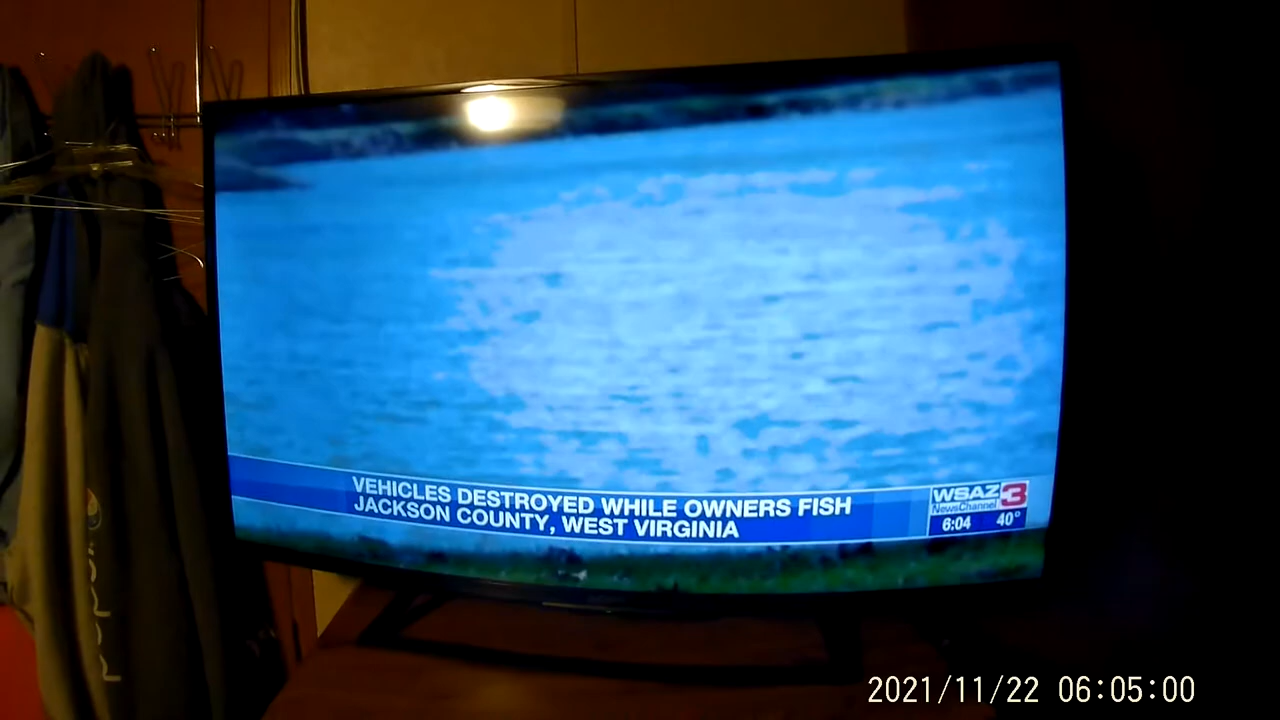 VEHICLES DESTROYED WHILE OWNERS FISH
JACKSON COUNTY, WEST VIRGINIA
WSAZ 3
NewsChannel
6:04 40°
2021/11/22 06:05:00